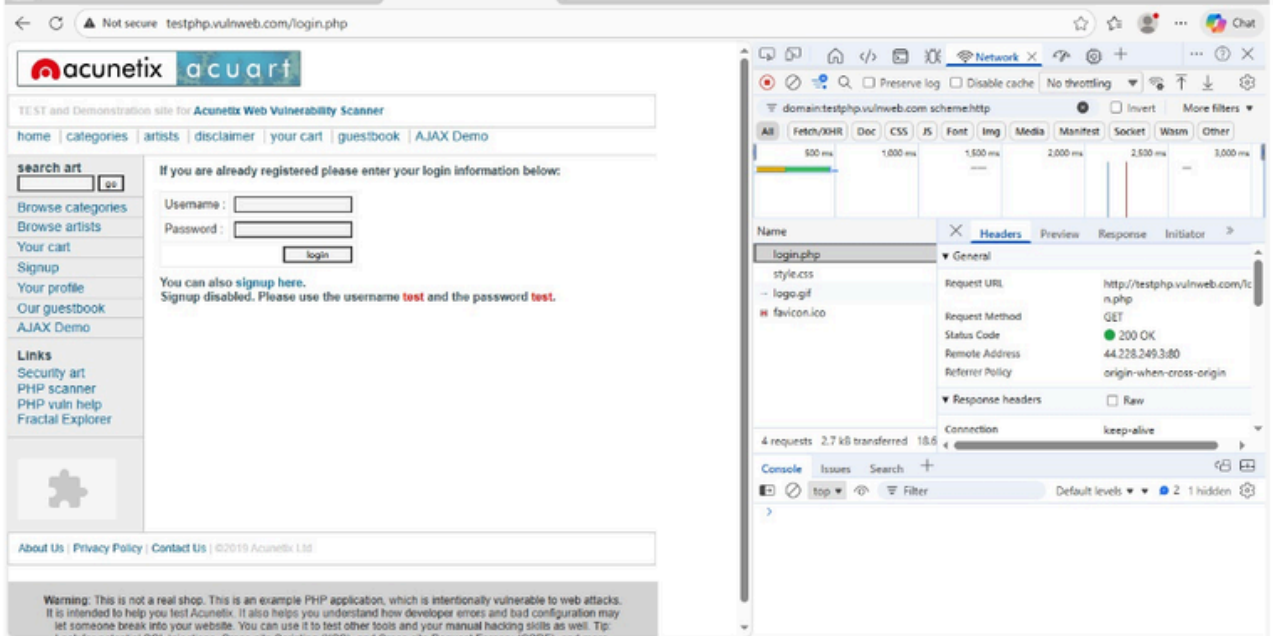 Not secure testphp.vulnweb.com/login.php
Chat
acunetix acuart
TEST and Demonstration site for Acunetix Web Vulnerability Scanner
home | categories | artists | disclaimer | your cart | guestbook | AJAX Demo
search art
go
Browse categories
Browse artists
Your cart
Signup
Your profile
Our guestbook
AJAX Demo
Links
Security art
PHP scanner
PHP vuln help
Fractal Explorer
If you are already registered please enter your login information below:
Username :
Password :
login
You can also signup here.
Signup disabled. Please use the username test and the password test.
About Us | Privacy Policy | Contact Us | ©2019 Acunetix Ltd
Warning: This is not a real shop. This is an example PHP application, which is intentionally vulnerable to web attacks.
It is intended to help you test Acunetix. It also helps you understand how developer errors and bad configuration may
let someone break into your website. You can use it to test other tools and your manual hacking skills as well. Tip:
Network
Preserve log Disable cache No throttling
domain:testphp.vulnweb.com scheme:http Invert More filters
All Fetch/XHR Doc CSS JS Font Img Media Manifest Socket Wasm Other
500 ms 1,000 ms 1,500 ms 2,000 ms 2,500 ms 3,000 ms
Name
login.php
style.css
logo.gif
favicon.ico
4 requests 2.7 kB transferred 18.6
Headers Preview Response Initiator
General
Request URL http://testphp.vulnweb.com/lc
n.php
Request Method GET
Status Code 200 OK
Remote Address 44.228.249.3:80
Referrer Policy origin-when-cross-origin
Response headers Raw
Connection keep-alive
Console Issues Search
top Filter Default levels 2 1 hidden